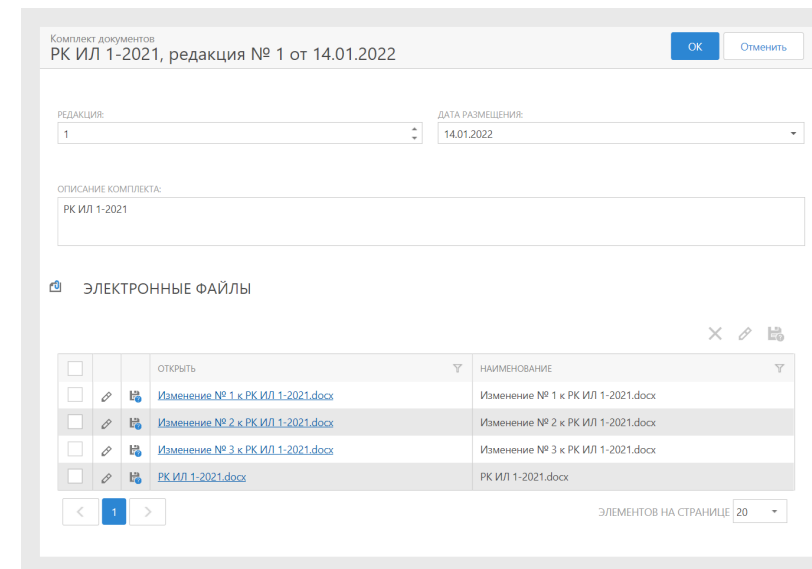 Комплект документов
РК ИЛ 1-2021, редакция № 1 от 14.01.2022
ОК
Отменить
РЕДАКЦИЯ:
ДАТА РАЗМЕЩЕНИЯ:
1
14.01.2022
ОПИСАНИЕ КОМПЛЕКТА:
РК ИЛ 1-2021
ЭЛЕКТРОННЫЕ ФАЙЛЫ
ОТКРЫТЬ
НАИМЕНОВАНИЕ
Изменение № 1 к РК ИЛ 1-2021.docx
Изменение № 1 к РК ИЛ 1-2021.docx
Изменение № 2 к РК ИЛ 1-2021.docx
Изменение № 2 к РК ИЛ 1-2021.docx
Изменение № 3 к РК ИЛ 1-2021.docx
Изменение № 3 к РК ИЛ 1-2021.docx
РК ИЛ 1-2021.docx
РК ИЛ 1-2021.docx
1
ЭЛЕМЕНТОВ НА СТРАНИЦЕ 20